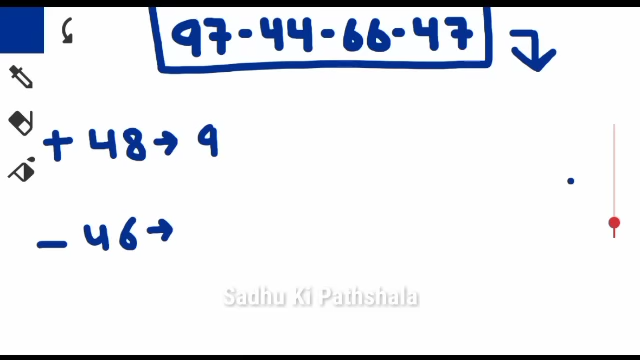 97-44-66-47
+ 48 → 9
- 46 →
Sadhu Ki Pathshala